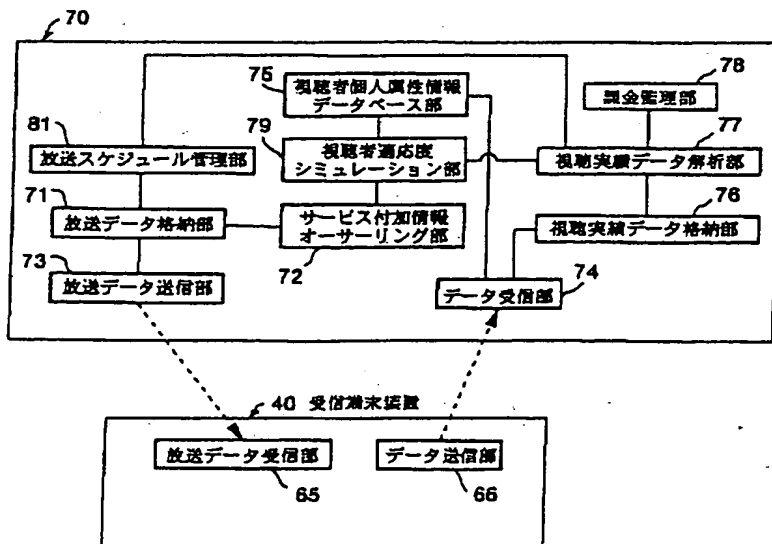 70
75
視聴者個人属性情報
データベース部
78
課金監理部
81
放送スケジュール管理部
79
視聴者適応度
シミュレーション部
77
視聴実績データ解析部
71
放送データ格納部
サービス付加情報
オーサリング部
72
76
視聴実績データ格納部
73
放送データ送信部
74
データ受信部
40 受信端末装置
放送データ受信部
65
データ送信部
66